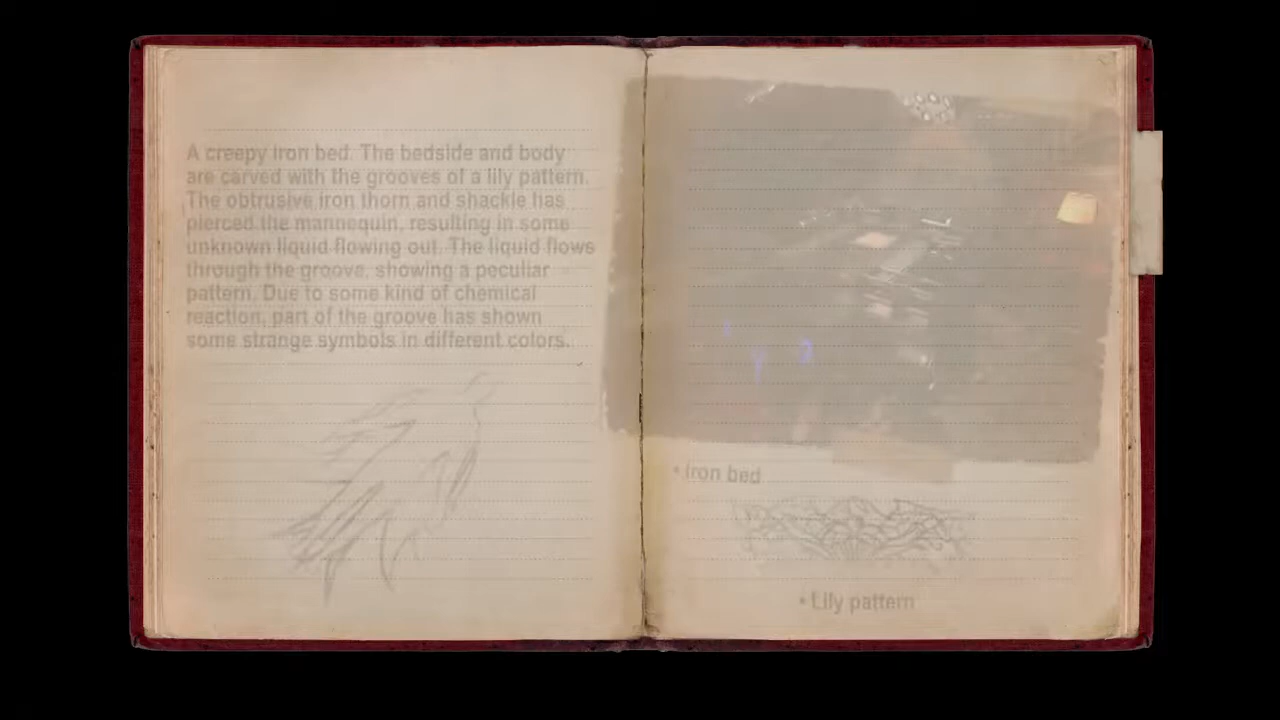 A creepy iron bed. The bedside and body
are carved with the grooves of a lily pattern.
The obtrusive iron thorn and shackle has
pierced the mannequin, resulting in some
unknown liquid flowing out. The liquid flows
through the groove, showing a peculiar
pattern. Due to some kind of chemical
reaction, part of the groove has shown
some strange symbols in different colors.
• iron bed
• Lily pattern